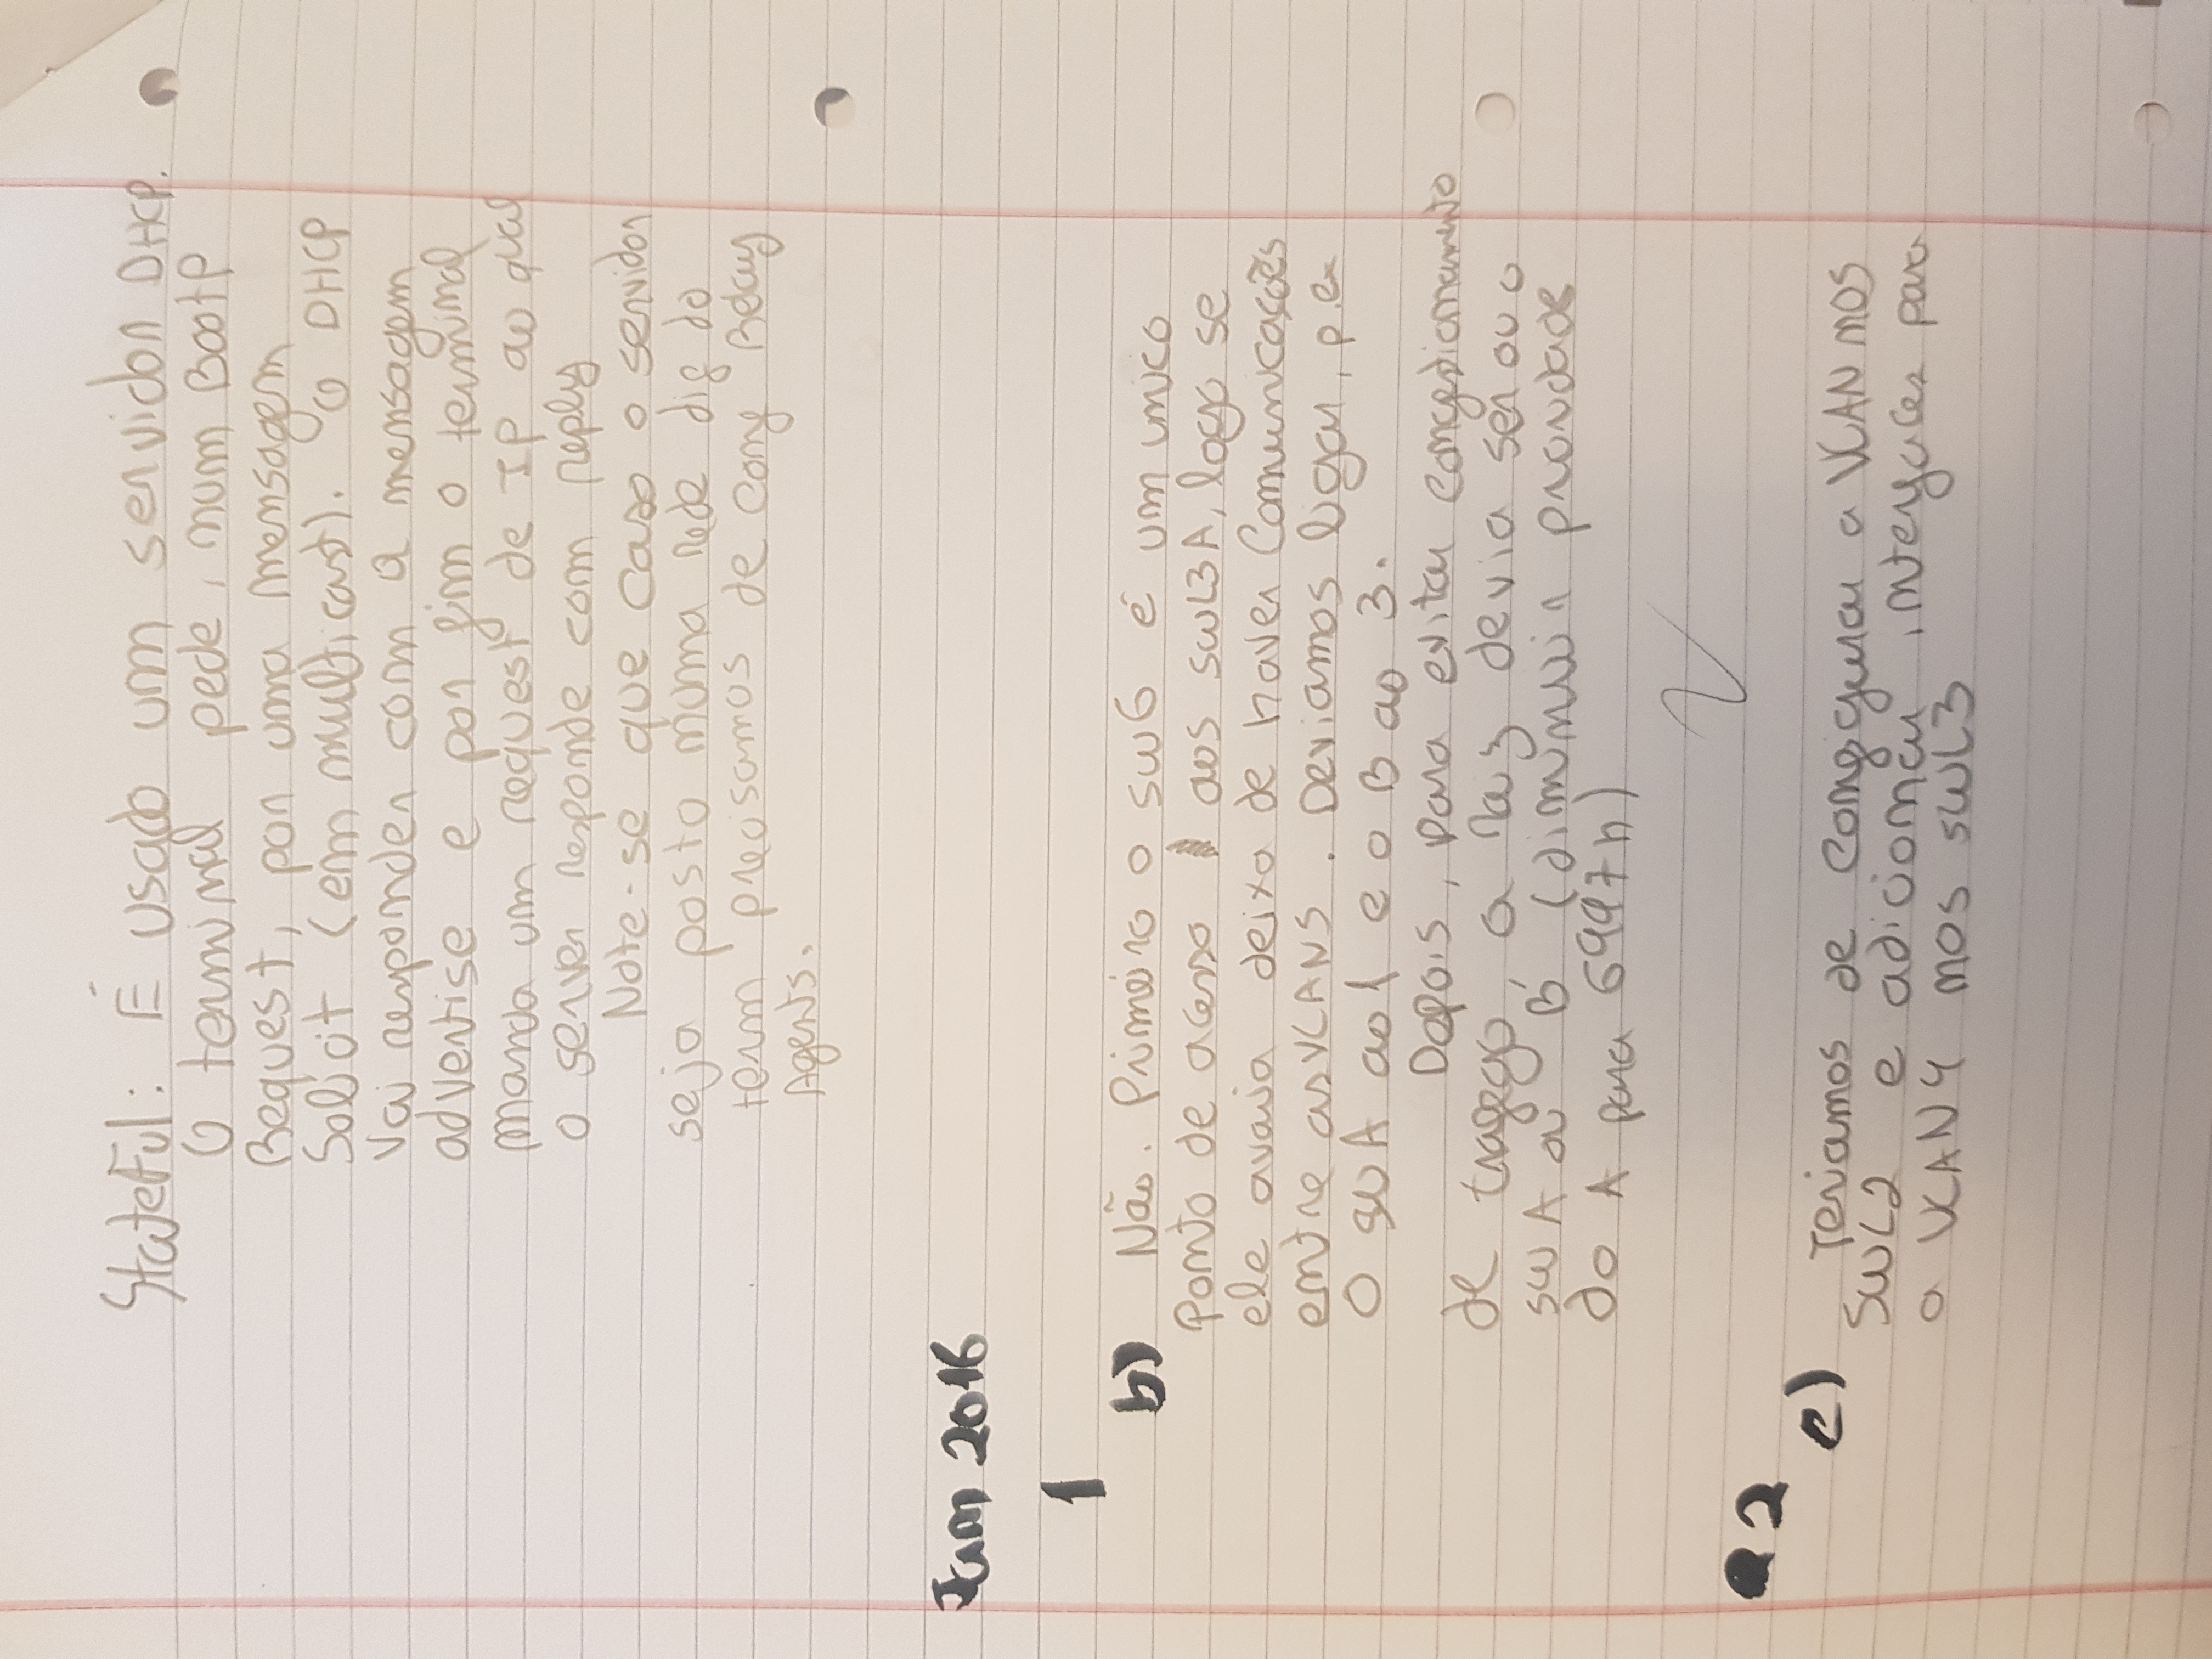 Stateful: É usado um servidor DHCP.
O terminal pede, num BootP
Request, por uma mensagem
Solicit (em multicast). O DHCP
Vai responder com a mensagem
advertise e por fim o terminal
manda um request de IP ao qual
o server responde com reply
Note-se que caso o servidor
seja posto numa rede dif do
term precisamos de conf Relay
Agents.
Jun 2016
1
b) Não. Primeiro o sw6 é um unico
ponto de acesso aos swL3A, logo se
ele avaria deixa de haver Comunicações
entre as VLANS. Deviamos ligar, p.ex
O swA ao 1 e o B ao 3.
Depois, para evitar congestionamento
de trafego, a raiz devia ser ou o
sw A ou B (diminuir prioridade
do A para 6997h)
2
c) Teriamos de configurar a VLAN nos
SWL2 e adicionar interfaces para
a VLAN4 nos swL3